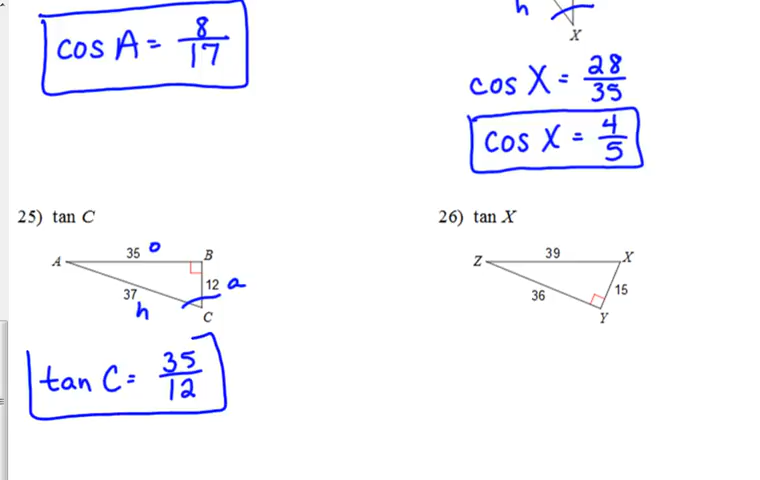 cos A = 8/17
h
X
cos X = 28/35
cos X = 4/5
25) tan C
26) tan X
A 35 o B
12 a
37
h
C
Z 39 X
36 15
Y
tan C = 35/12